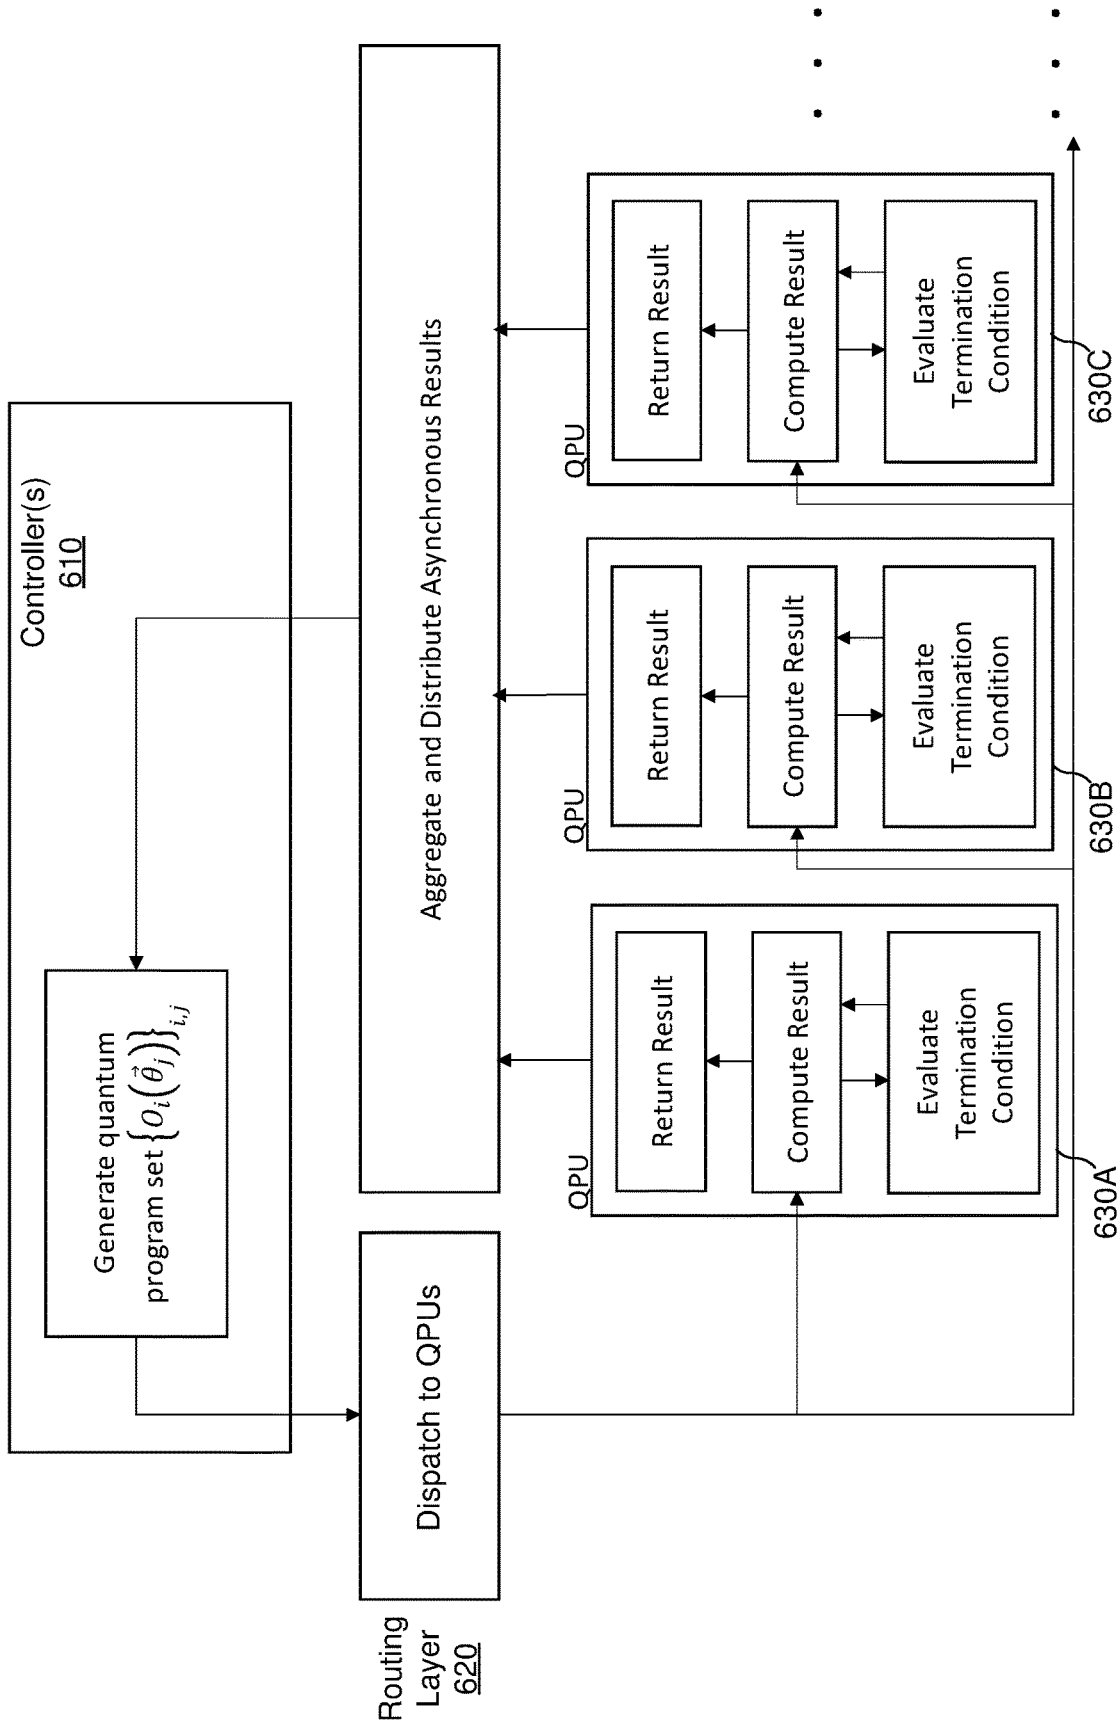 Controller(s)
610
Generate quantum
program set {O_i(\vec{θ}_j)}_{i,j}
Routing
Layer
620
Dispatch to QPUs
Aggregate and Distribute Asynchronous Results
QPU
Return Result
Compute Result
Evaluate
Termination
Condition
630A
QPU
Return Result
Compute Result
Evaluate
Termination
Condition
630B
QPU
Return Result
Compute Result
Evaluate
Termination
Condition
630C